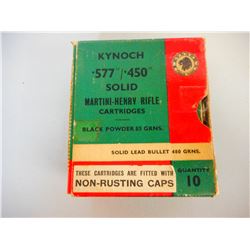 KYNOCH
·577"/·450"
SOLID
MARTINI-HENRY RIFLE
CARTRIDGES
BLACK POWDER 85 GRNS.
SOLID LEAD BULLET 480 GRNS.
THESE CARTRIDGES ARE FITTED WITH
NON-RUSTING CAPS
QUANTITY
10